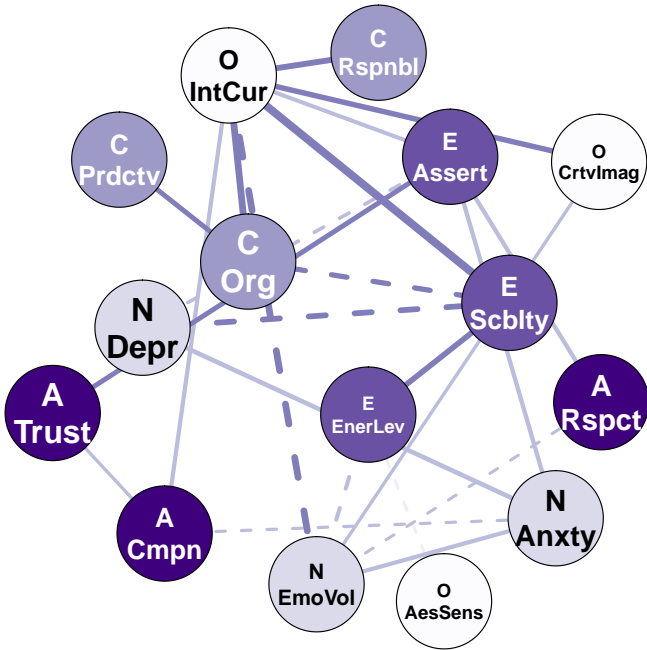 C
Rspnbl
O
IntCur
E
Assert
C
Prdctv
O
CrtvImag
C
Org
E
Scblty
N
Depr
A
Trust
E
EnerLev
A
Rspct
A
Cmpn
N
Anxty
N
EmoVol
O
AesSens